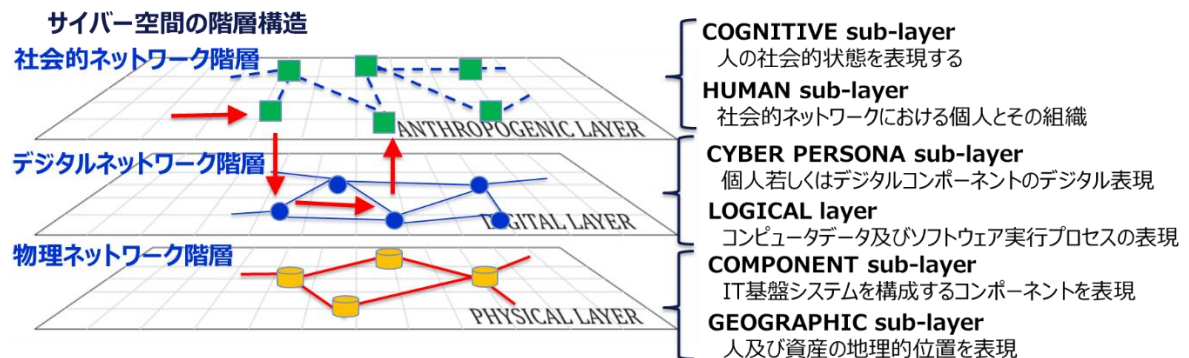 サイバー空間の階層構造
社会的ネットワーク階層
ANTHROPOGENIC LAYER
デジタルネットワーク階層
DIGITAL LAYER
物理ネットワーク階層
PHYSICAL LAYER
COGNITIVE sub-layer
人の社会的状態を表現する
HUMAN sub-layer
社会的ネットワークにおける個人とその組織
CYBER PERSONA sub-layer
個人若しくはデジタルコンポーネントのデジタル表現
LOGICAL layer
コンピュータデータ及びソフトウェア実行プロセスの表現
COMPONENT sub-layer
IT基盤システムを構成するコンポーネントを表現
GEOGRAPHIC sub-layer
人及び資産の地理的位置を表現